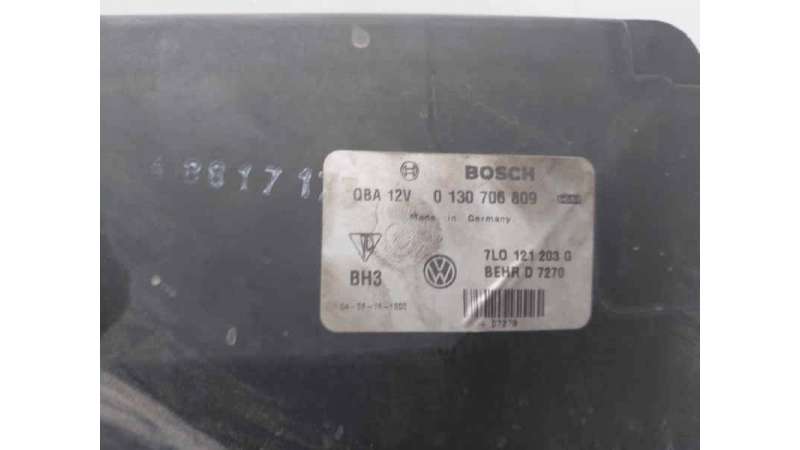 BOSCH
QBA 12V 0 130 706 809
Made in Germany
7L0 121 203 G
BH3
BEHR D 7270